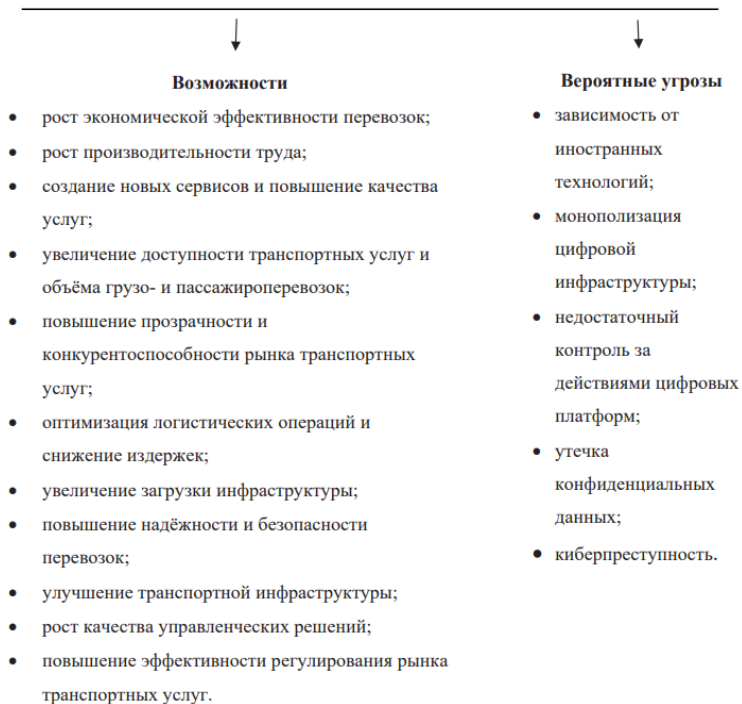 Возможности
• рост экономической эффективности перевозок;
• рост производительности труда;
• создание новых сервисов и повышение качества
услуг;
• увеличение доступности транспортных услуг и
объёма грузо- и пассажироперевозок;
• повышение прозрачности и
конкурентоспособности рынка транспортных
услуг;
• оптимизация логистических операций и
снижение издержек;
• увеличение загрузки инфраструктуры;
• повышение надёжности и безопасности
перевозок;
• улучшение транспортной инфраструктуры;
• рост качества управленческих решений;
• повышение эффективности регулирования рынка
транспортных услуг.
Вероятные угрозы
• зависимость от
иностранных
технологий;
• монополизация
цифровой
инфраструктуры;
• недостаточный
контроль за
действиями цифровых
платформ;
• утечка
конфиденциальных
данных;
• киберпреступность.